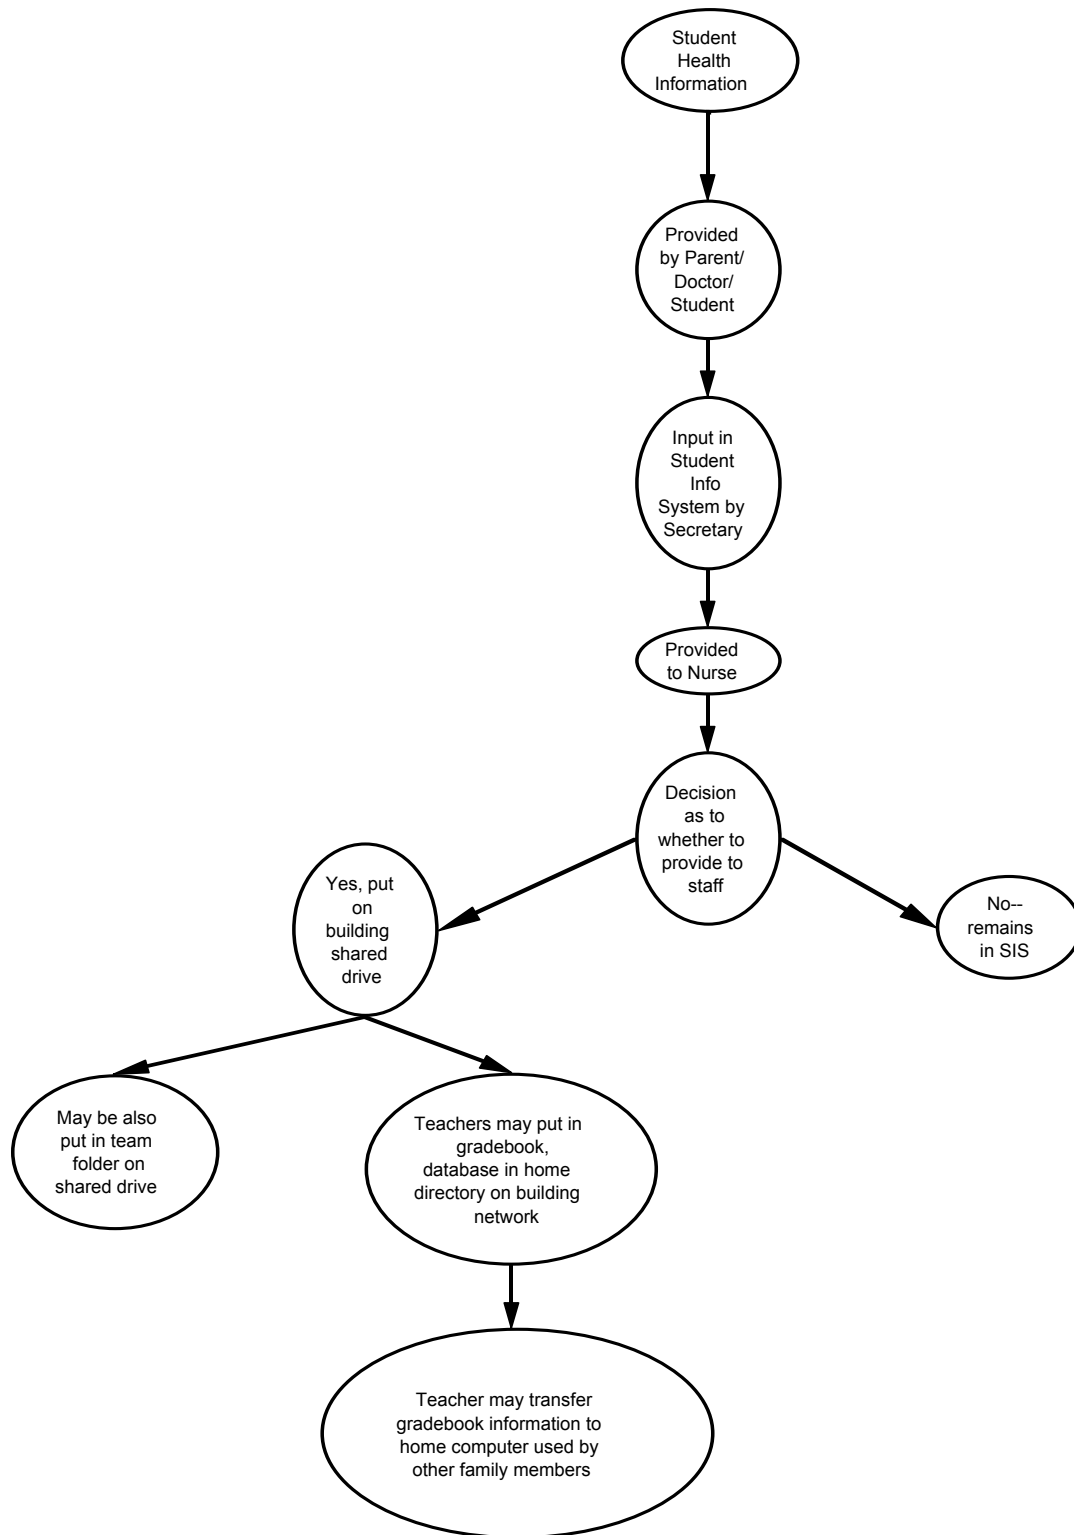 Student
Health
Information
Provided
by Parent/
Doctor/
Student
Input in
Student
Info
System by
Secretary
Provided
to Nurse
Decision
as to
whether to
provide to
staff
Yes, put
on
building
shared
drive
No--
remains
in SIS
May be also
put in team
folder on
shared drive
Teachers may put in
gradebook,
database in home
directory on building
network
Teacher may transfer
gradebook information to
home computer used by
other family members